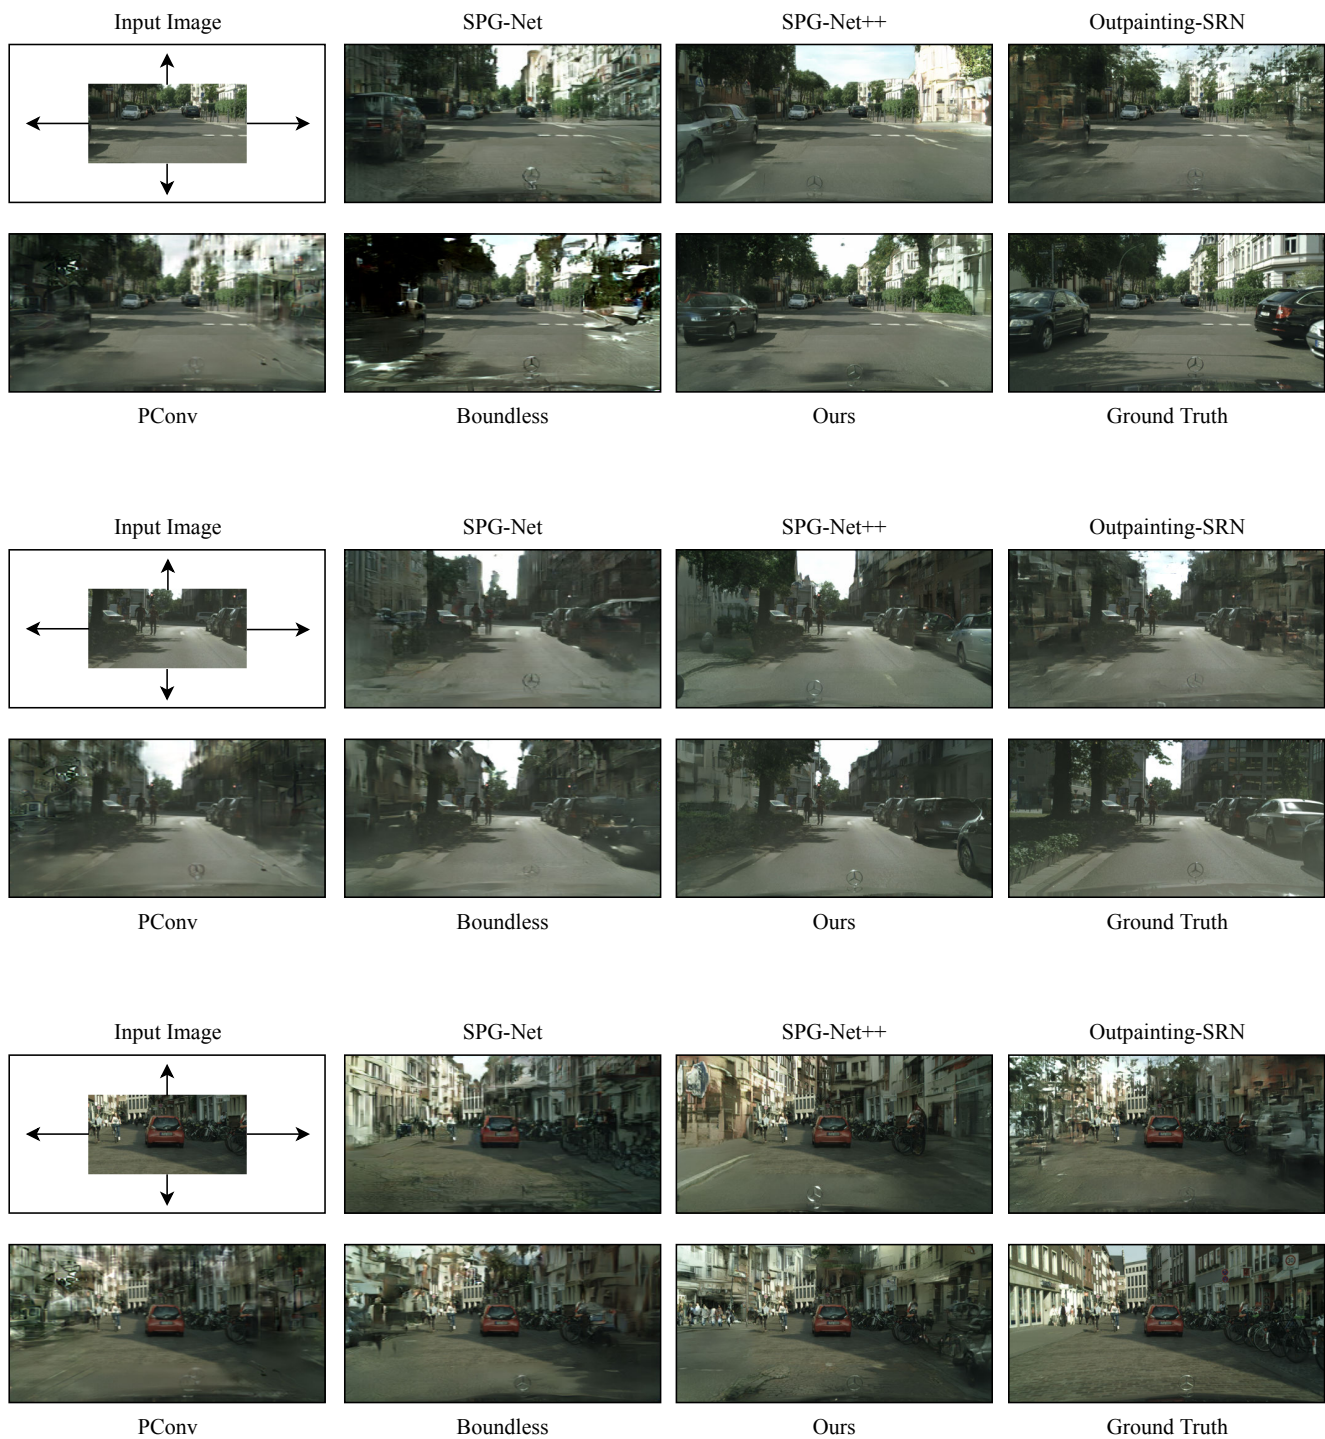 Input Image SPG-Net SPG-Net++ Outpainting-SRN
PConv Boundless Ours Ground Truth
Input Image SPG-Net SPG-Net++ Outpainting-SRN
PConv Boundless Ours Ground Truth
Input Image SPG-Net SPG-Net++ Outpainting-SRN
PConv Boundless Ours Ground Truth